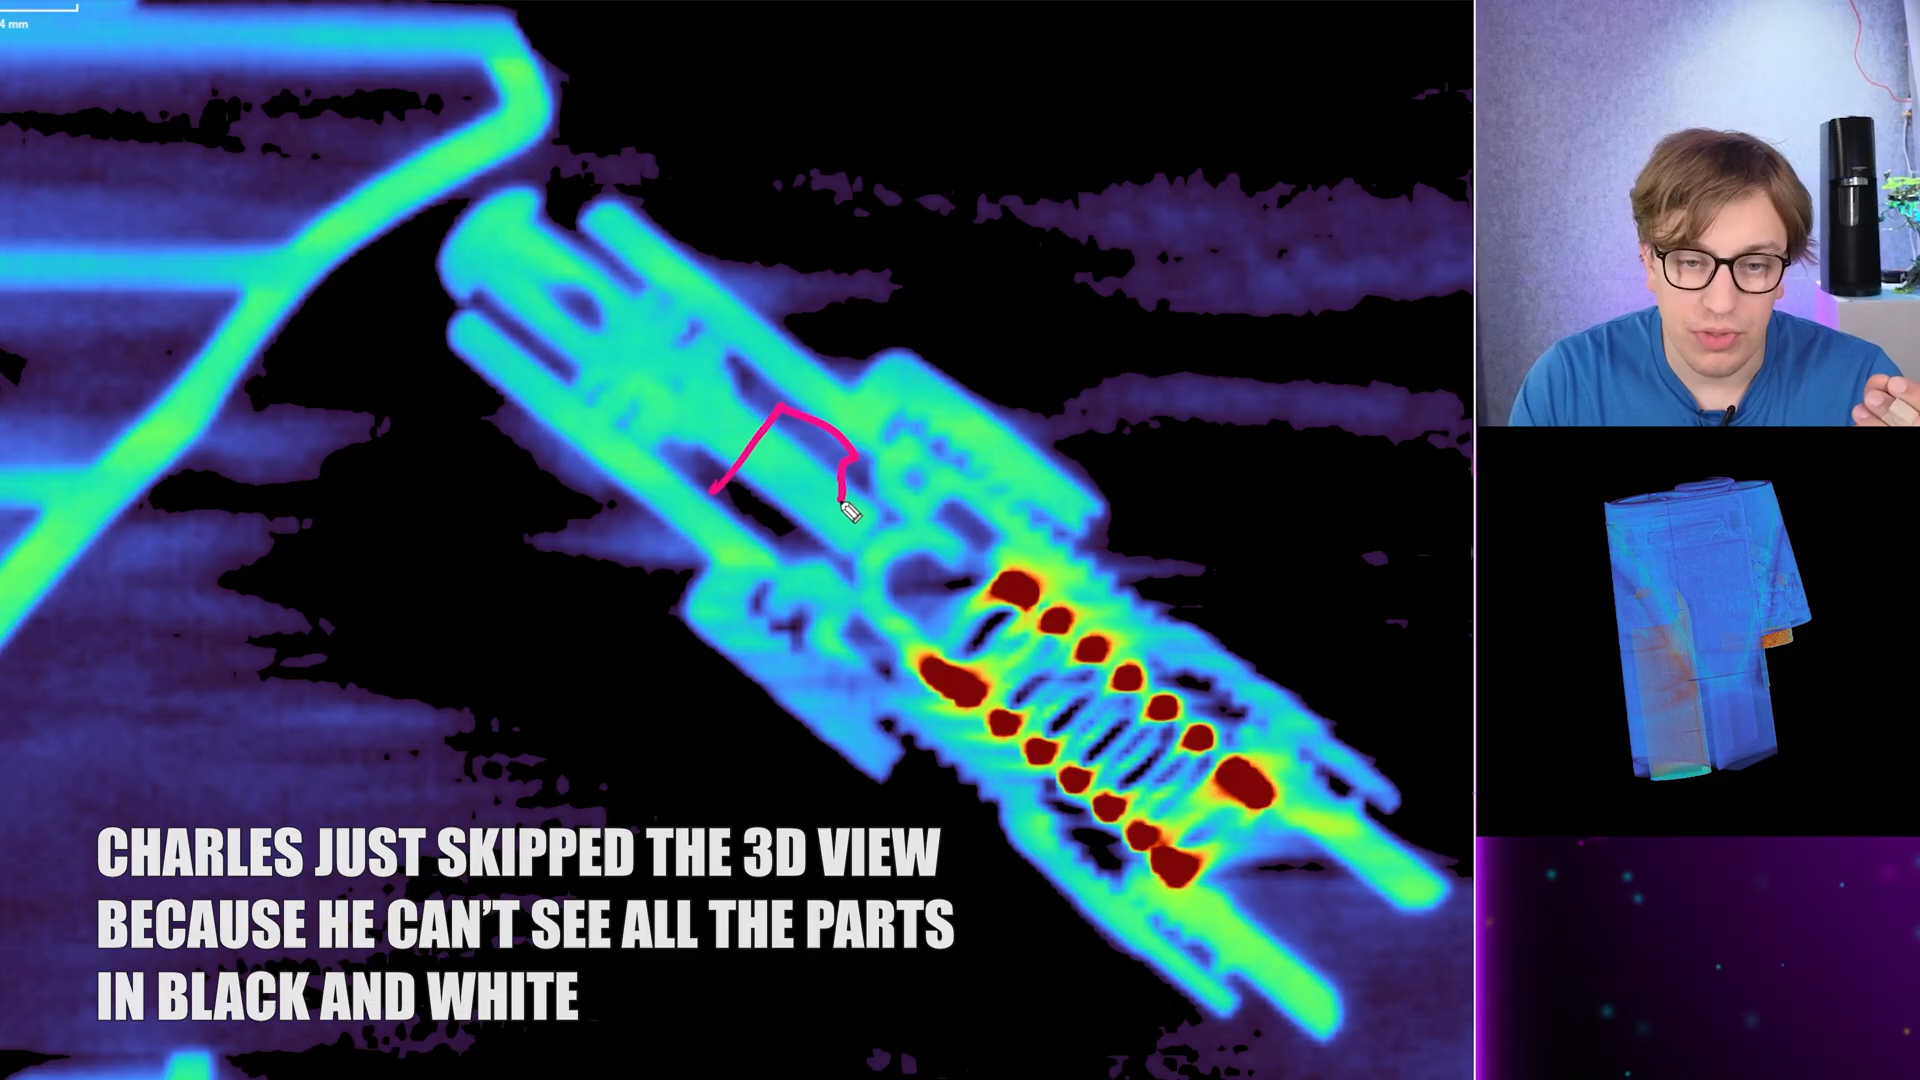 4 mm
CHARLES JUST SKIPPED THE 3D VIEW
BECAUSE HE CAN'T SEE ALL THE PARTS
IN BLACK AND WHITE